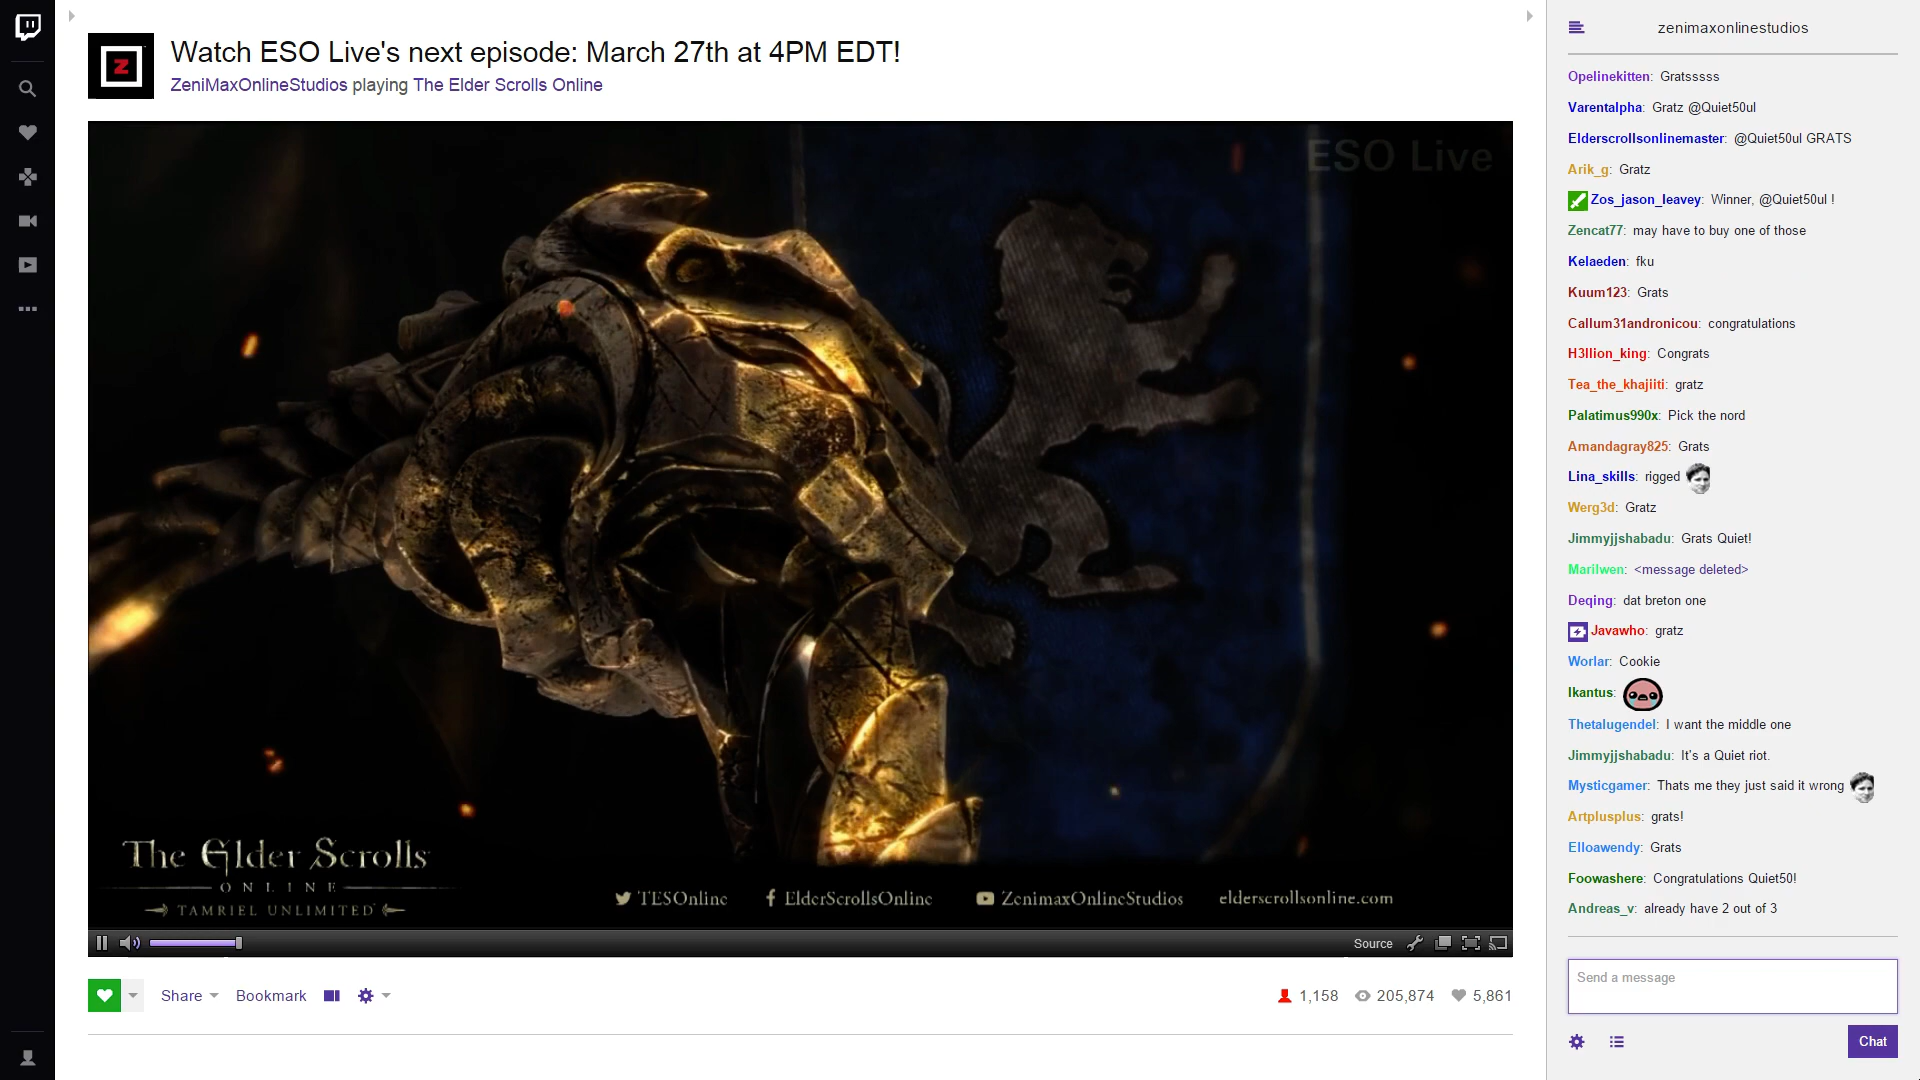 Watch ESO Live's next episode: March 27th at 4PM EDT!
ZeniMaxOnlineStudios playing The Elder Scrolls Online
Z
ESO Live
The Elder Scrolls
ONLINE
TAMRIEL UNLIMITED
TESOnline
ElderScrollsOnline
ZenimaxOnlineStudios
elderscrollsonline.com
Source
Share
Bookmark
1,158
205,874
5,861
zenimaxonlinestudios
Opelinekitten: Gratsssss
Varentalpha: Gratz @Quiet50ul
Elderscrollsonlinemaster: @Quiet50ul GRATS
Arik_g: Gratz
Zos_jason_leavey: Winner, @Quiet50ul !
Zencat77: may have to buy one of those
Kelaeden: fku
Kuum123: Grats
Callum31andronicou: congratulations
H3llion_king: Congrats
Tea_the_khajiiti: gratz
Palatimus990x: Pick the nord
Amandagray825: Grats
Lina_skills: rigged
Werg3d: Gratz
Jimmyjjshabadu: Grats Quiet!
Marilwen: <message deleted>
Deqing: dat breton one
Javawho: gratz
Worlar: Cookie
Ikantus:
Thetalugendel: I want the middle one
Jimmyjjshabadu: It's a Quiet riot.
Mysticgamer: Thats me they just said it wrong
Artplusplus: grats!
Elloawendy: Grats
Foowashere: Congratulations Quiet50!
Andreas_v: already have 2 out of 3
Send a message
Chat